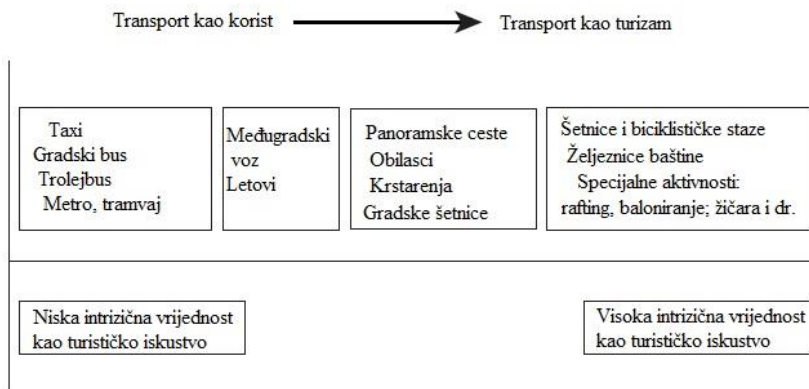 Transport kao korist
Transport kao turizam
Taxi
Gradski bus
Trolejbus
Metro, tramvaj
Međugradski
voz
Letovi
Panoramske ceste
Obilasci
Krstarenja
Gradske šetnice
Šetnice i biciklističke staze
Željeznice baštine
Specijalne aktivnosti:
rafting, baloniranje; žičara i dr.
Niska intrizična vrijednost
kao turističko iskustvo
Visoka intrizična vrijednost
kao turističko iskustvo